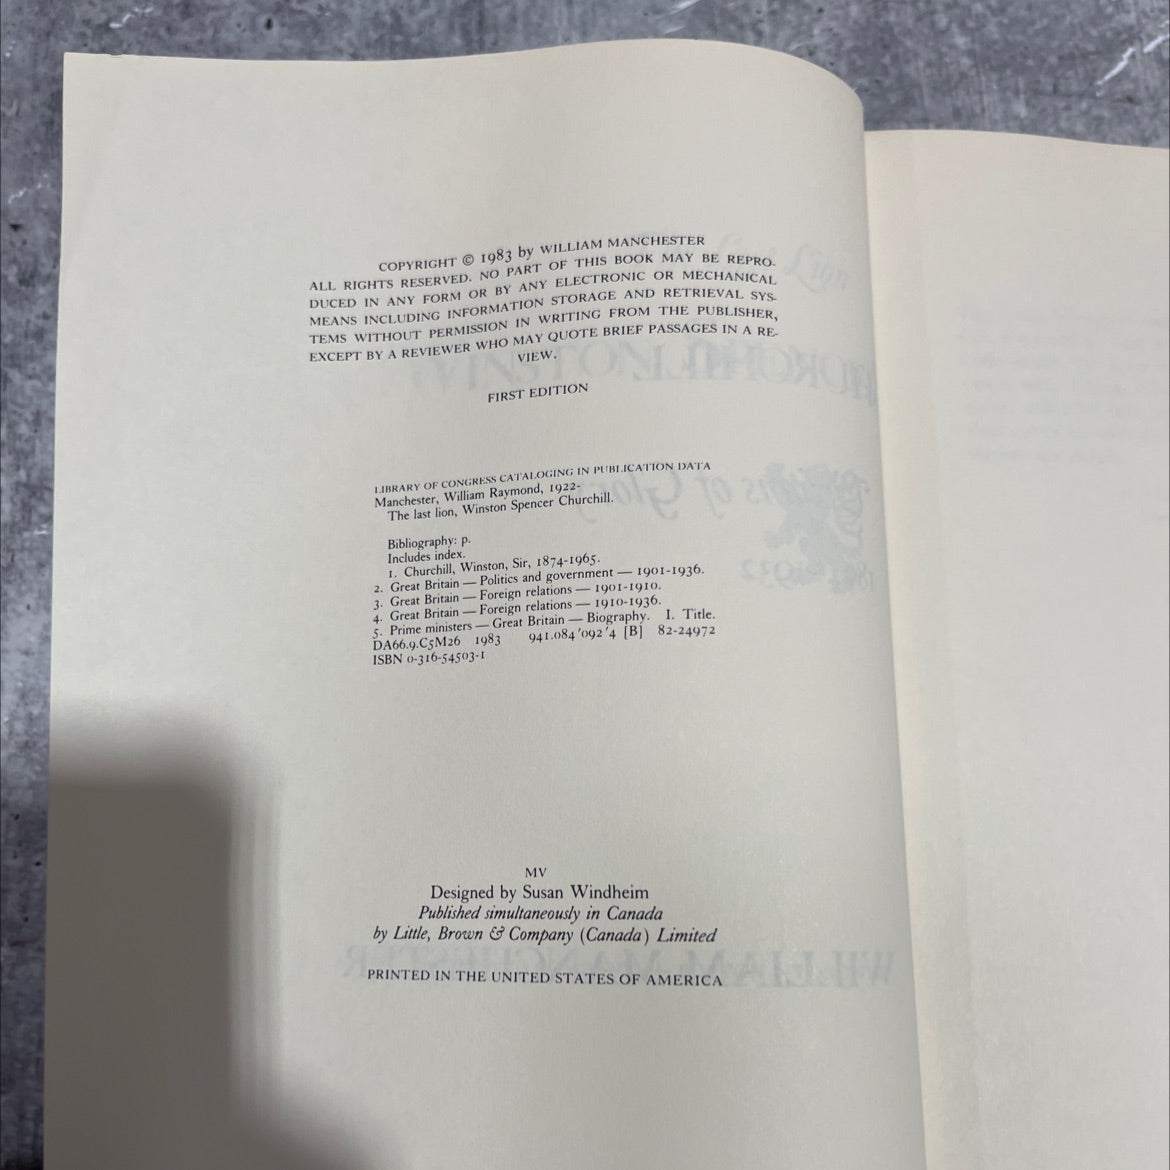 COPYRIGHT © 1983 by WILLIAM MANCHESTER
ALL RIGHTS RESERVED. NO PART OF THIS BOOK MAY BE REPRO-
DUCED IN ANY FORM OR BY ANY ELECTRONIC OR MECHANICAL
MEANS INCLUDING INFORMATION STORAGE AND RETRIEVAL SYS-
TEMS WITHOUT PERMISSION IN WRITING FROM THE PUBLISHER,
EXCEPT BY A REVIEWER WHO MAY QUOTE BRIEF PASSAGES IN A RE-
VIEW.
FIRST EDITION
LIBRARY OF CONGRESS CATALOGING IN PUBLICATION DATA
Manchester, William Raymond, 1922-
The last lion, Winston Spencer Churchill.
Bibliography: p.
Includes index.
1. Churchill, Winston, Sir, 1874-1965.
2. Great Britain — Politics and government — 1901-1936.
3. Great Britain — Foreign relations — 1901-1910.
4. Great Britain — Foreign relations — 1910-1936.
5. Prime ministers — Great Britain — Biography. I. Title.
DA66.9.C5M26 1983 941.084'092'4 [B] 82-24972
ISBN 0-316-54503-1
MV
Designed by Susan Windheim
Published simultaneously in Canada
by Little, Brown & Company (Canada) Limited
PRINTED IN THE UNITED STATES OF AMERICA